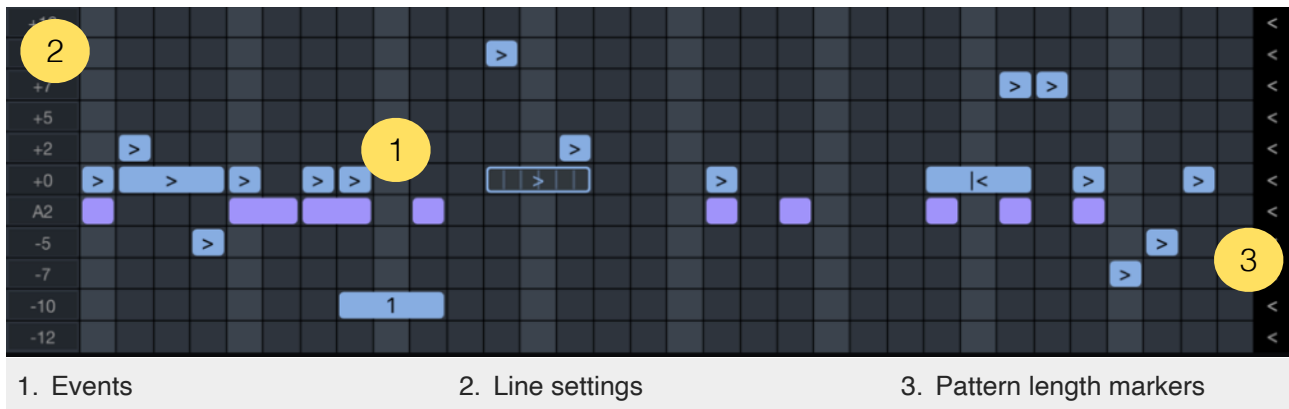 <
2 > <
+7 > > <
+5 <
+2 > 1 > <
+0 > > > > > > > |< > > <
A2 <
-5 > >
-7 > 3
-10 1 <
-12 <
1. Events 2. Line settings 3. Pattern length markers